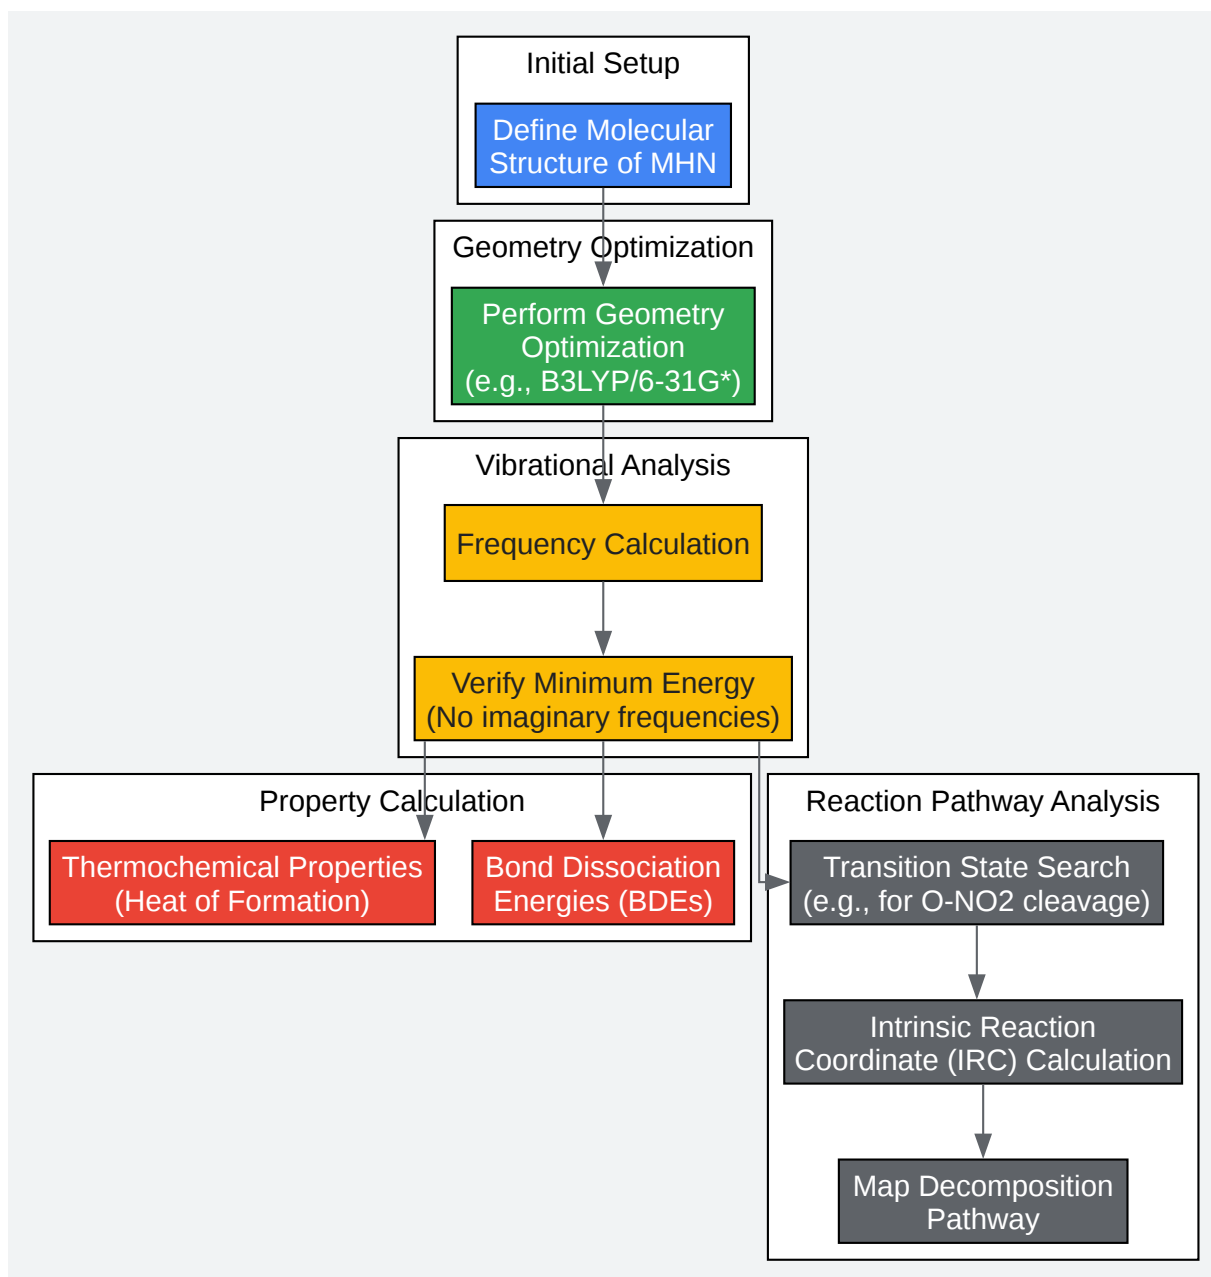 Initial Setup
Define Molecular
Structure of MHN
Geometry Optimization
Perform Geometry
Optimization
(e.g., B3LYP/6-31G*)
Vibrational Analysis
Frequency Calculation
Verify Minimum Energy
(No imaginary frequencies)
Property Calculation
Thermochemical Properties
(Heat of Formation)
Bond Dissociation
Energies (BDEs)
Reaction Pathway Analysis
Transition State Search
(e.g., for O-NO2 cleavage)
Intrinsic Reaction
Coordinate (IRC) Calculation
Map Decomposition
Pathway